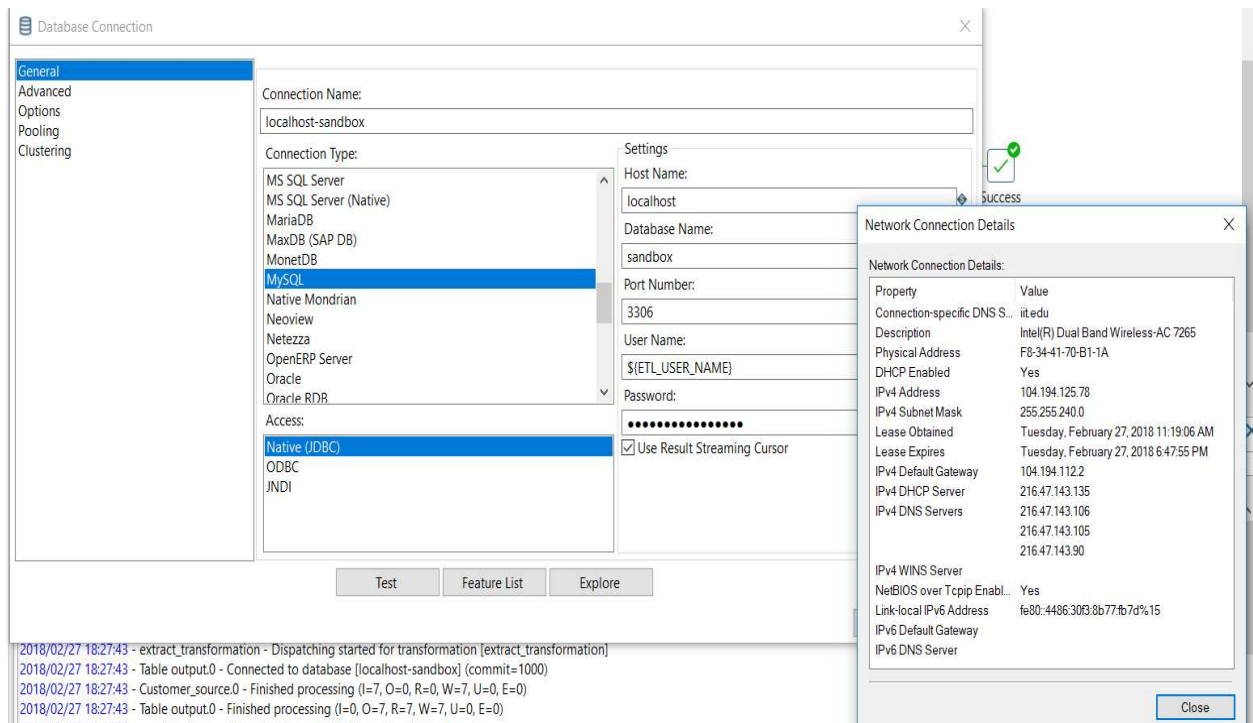 Database Connection
General
Advanced
Options
Pooling
Clustering
Connection Name:
localhost-sandbox
Connection Type:
MS SQL Server
MS SQL Server (Native)
MariaDB
MaxDB (SAP DB)
MonetDB
MySQL
Native Mondrian
Neoview
Netezza
OpenERP Server
Oracle
Oracle RDB
Access:
Native (JDBC)
ODBC
JNDI
Settings
Host Name:
localhost
Database Name:
sandbox
Port Number:
3306
User Name:
${ETL_USER_NAME}
Password:
●●●●●●●●●●●●●●●●
Use Result Streaming Cursor
Test Feature List Explore
Success
Network Connection Details
Network Connection Details:
Property Value
Connection-specific DNS S... iit.edu
Description Intel(R) Dual Band Wireless-AC 7265
Physical Address F8-34-41-70-B1-1A
DHCP Enabled Yes
IPv4 Address 104.194.125.78
IPv4 Subnet Mask 255.255.240.0
Lease Obtained Tuesday, February 27, 2018 11:19:06 AM
Lease Expires Tuesday, February 27, 2018 6:47:55 PM
IPv4 Default Gateway 104.194.112.2
IPv4 DHCP Server 216.47.143.135
IPv4 DNS Servers 216.47.143.106
216.47.143.105
216.47.143.90
IPv4 WINS Server
NetBIOS over Tcpip Enabl... Yes
Link-local IPv6 Address fe80::4486:30f3:8b77:fb7d%15
IPv6 Default Gateway
IPv6 DNS Server
Close
2018/02/27 18:27:43 - extract_transformation - Dispatching started for transformation [extract_transformation]
2018/02/27 18:27:43 - Table output.0 - Connected to database [localhost-sandbox] (commit=1000)
2018/02/27 18:27:43 - Customer_source.0 - Finished processing (I=7, O=0, R=0, W=7, U=0, E=0)
2018/02/27 18:27:43 - Table output.0 - Finished processing (I=0, O=7, R=7, W=7, U=0, E=0)